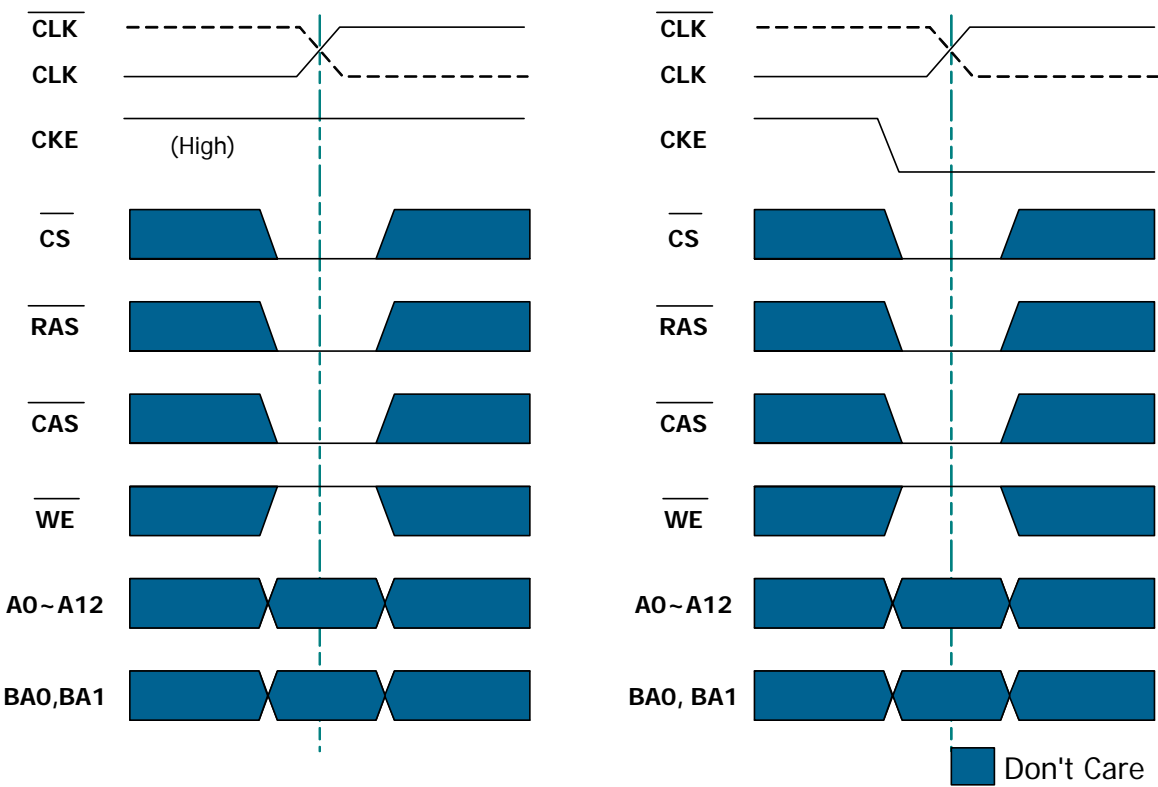 CLK
CLK
CKE
(High)
CS
RAS
CAS
WE
A0~A12
BA0,BA1
CLK
CLK
CKE
CS
RAS
CAS
WE
A0~A12
BA0, BA1
Don't Care